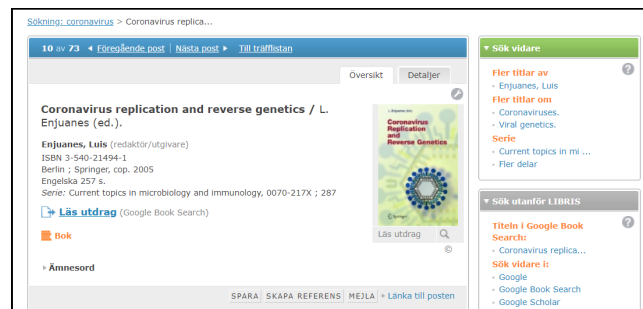 Sökning: coronavirus > Coronavirus replica...
10 av 73 ◄ Föregående post | Nästa post ► Till träfflistan
Översikt Detaljer
Coronavirus replication and reverse genetics / L.
Enjuanes (ed.).
Enjuanes, Luis (redaktör/utgivare)
ISBN 3-540-21494-1
Berlin ; Springer, cop. 2005
Engelska 257 s.
Serie: Current topics in microbiology and immunology, 0070-217X ; 287
Läs utdrag (Google Book Search)
Bok
L. Enjuanes (Ed.)
Coronavirus
Replication
and
Reverse Genetics
Springer
Läs utdrag
©
Ämnesord
SPARA SKAPA REFERENS MEJLA Länka till posten
Sök vidare
?
Fler titlar av
- Enjuanes, Luis
Fler titlar om
- Coronaviruses.
- Viral genetics.
Serie
- Current topics in mi ...
- Fler delar
Sök utanför LIBRIS
?
Titeln i Google Book
Search:
- Coronavirus replica...
Sök vidare i:
- Google
- Google Book Search
- Google Scholar